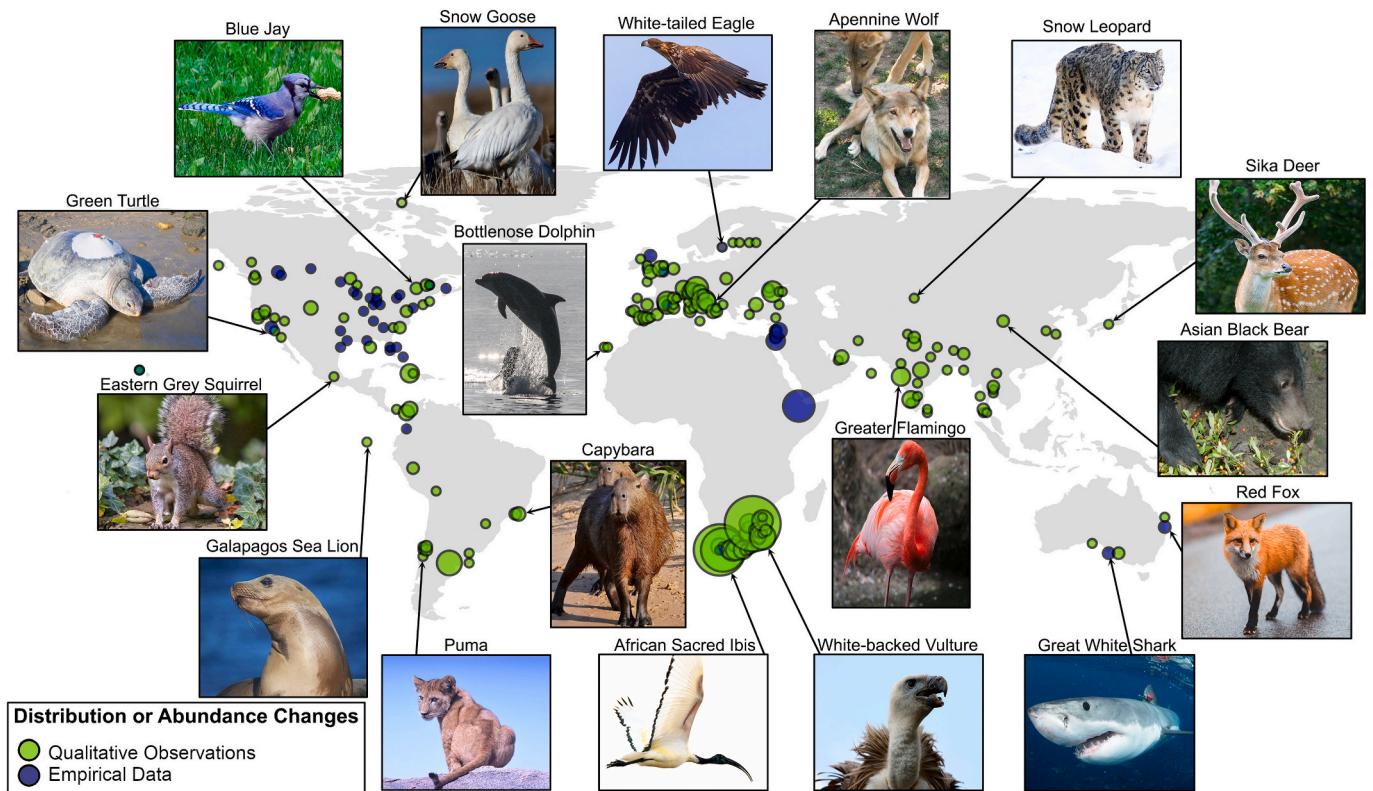 Snow Goose
Blue Jay
White-tailed Eagle
Apennine Wolf
Snow Leopard
Sika Deer
Green Turtle
Bottlenose Dolphin
Asian Black Bear
Eastern Grey Squirrel
Greater Flamingo
Capybara
Red Fox
Galapagos Sea Lion
Puma
African Sacred Ibis
White-backed Vulture
Great White Shark
Distribution or Abundance Changes
Qualitative Observations
Empirical Data